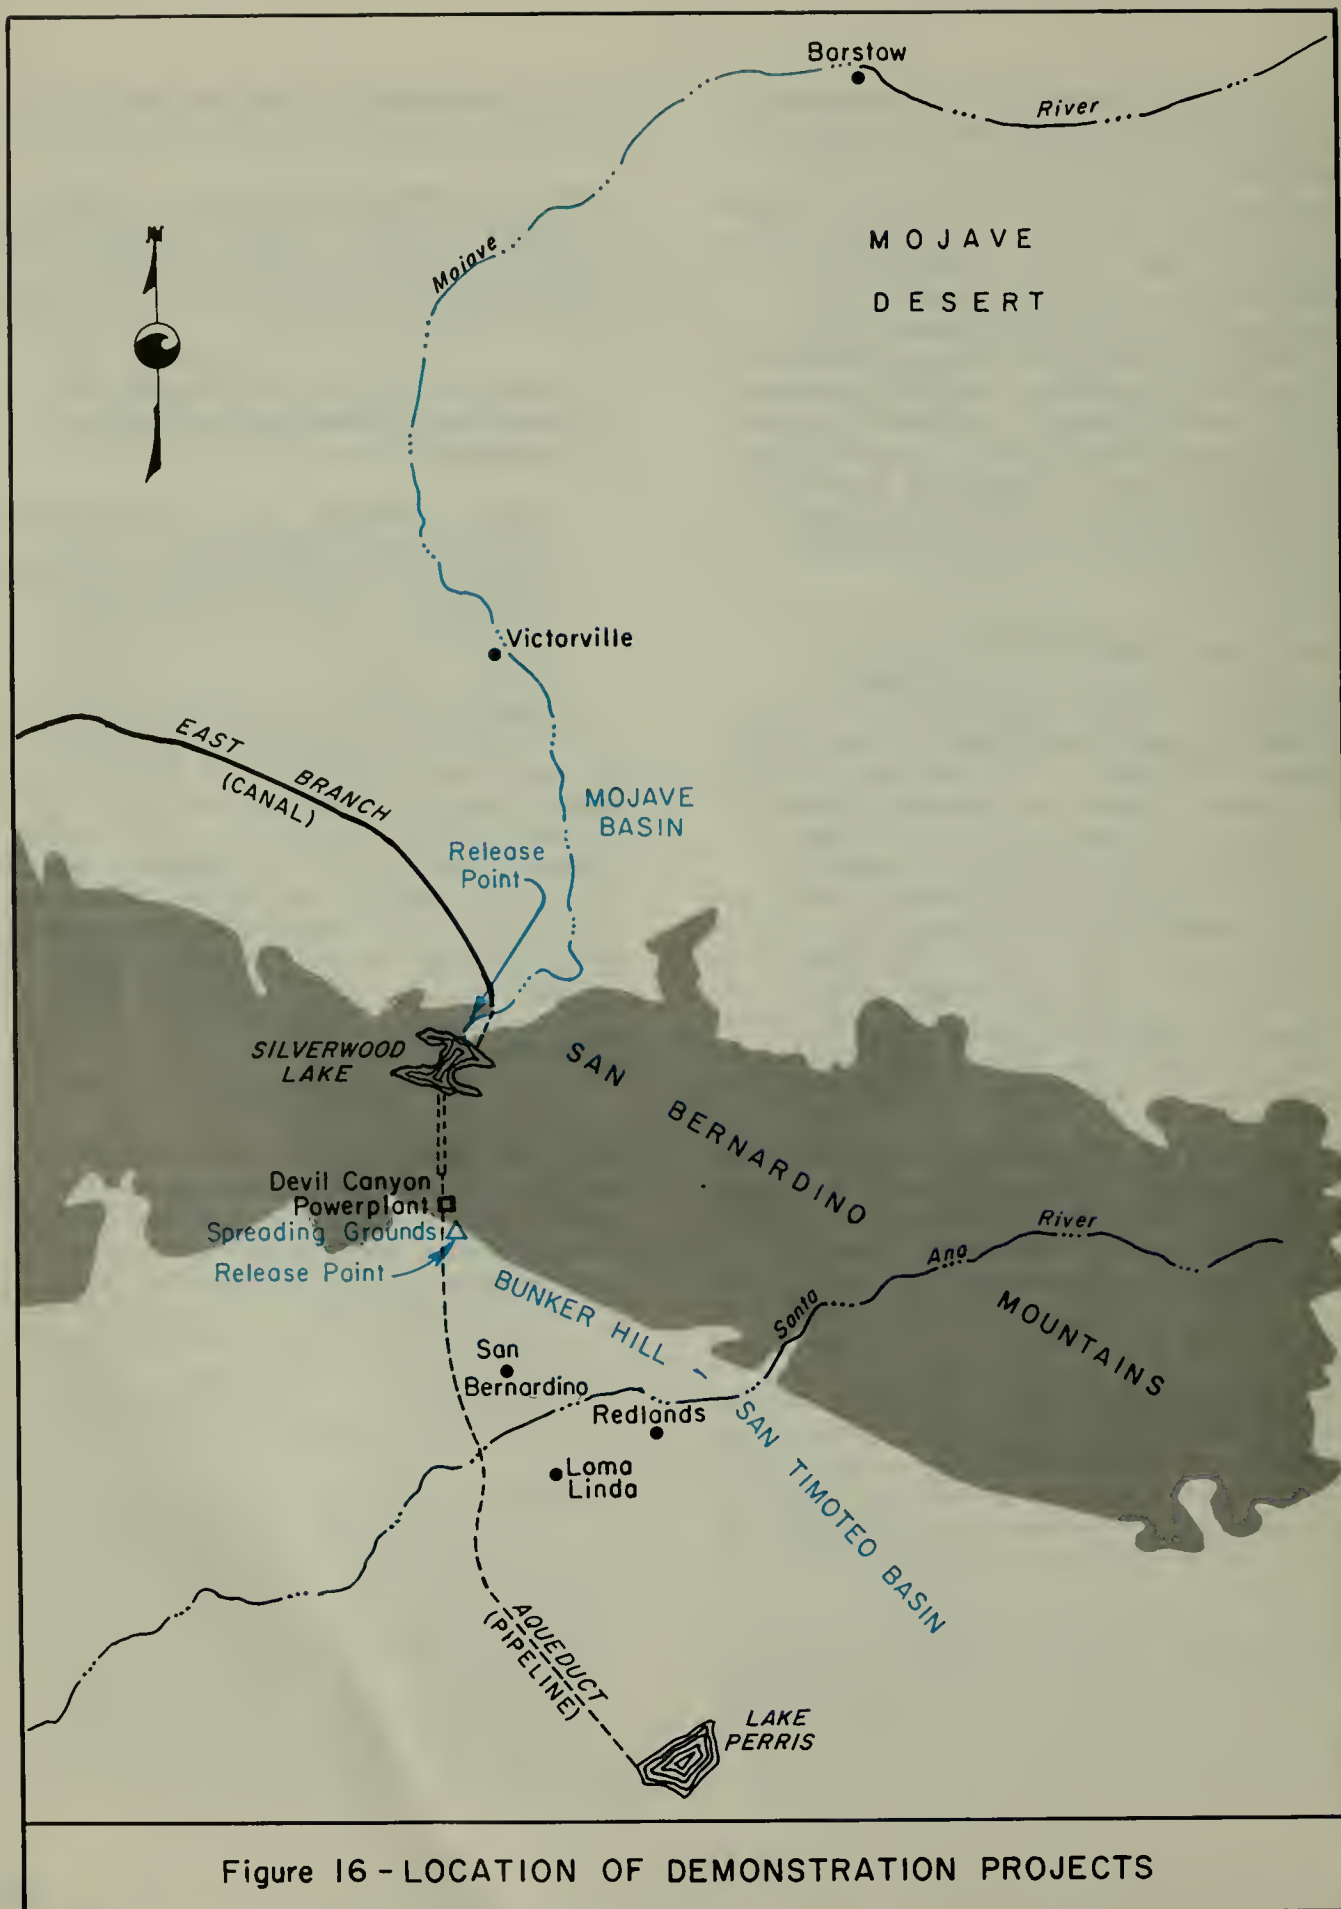 Barstow
River
N
Mojave
MOJAVE
DESERT
Victorville
EAST BRANCH
(CANAL)
MOJAVE
BASIN
Release
Point
SILVERWOOD
LAKE
SAN BERNARDINO
MOUNTAINS
Devil Canyon
Powerplant
Spreading Grounds
Release Point
Santa Ana River
BUNKER HILL - SAN TIMOTEO BASIN
San
Bernardino
Redlands
Loma
Linda
AQUEDUCT
(PIPELINE)
LAKE
PERRIS
Figure 16 - LOCATION OF DEMONSTRATION PROJECTS